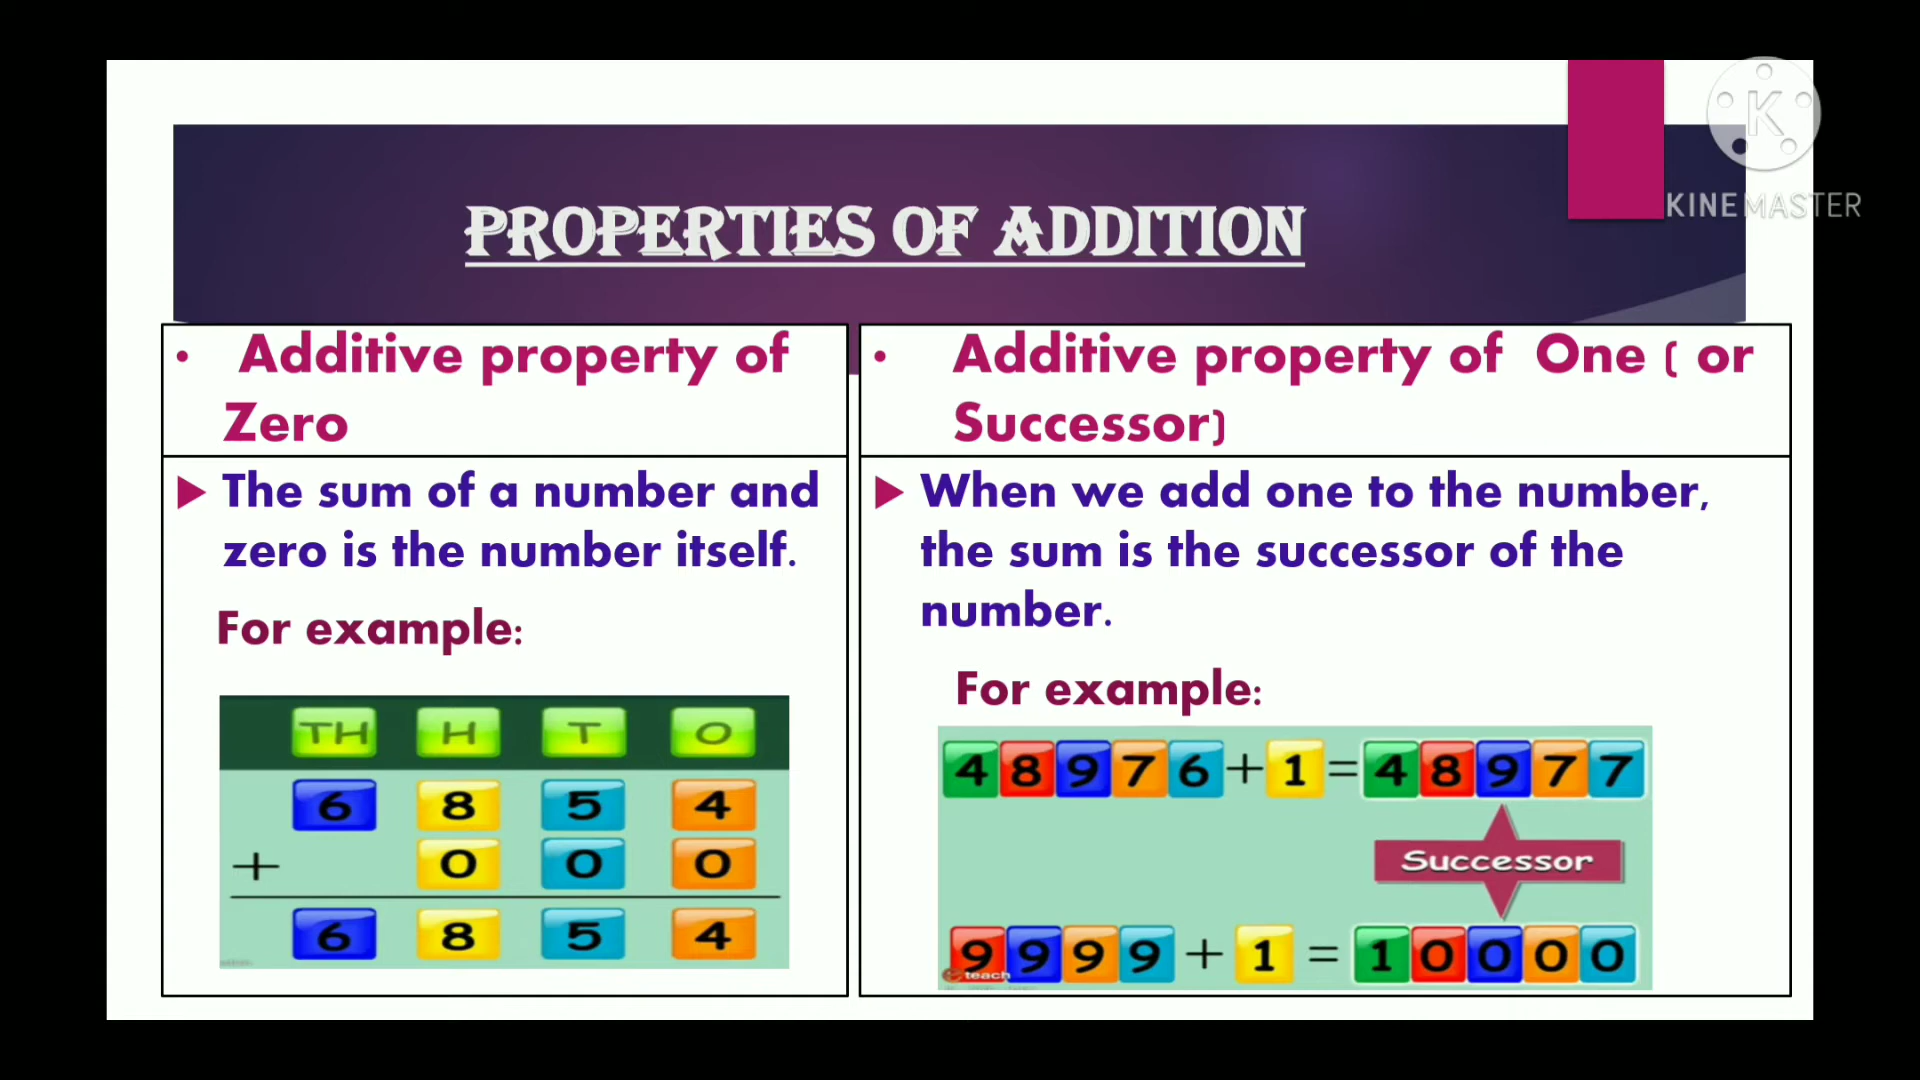 KINEMASTER
PROPERTIES OF ADDITION
• Additive property of
Zero
▶ The sum of a number and
zero is the number itself.
For example:
TH H T O
6 8 5 4
+ 0 0 0
6 8 5 4
• Additive property of One ( or
Successor)
▶ When we add one to the number,
the sum is the successor of the
number.
For example:
48976+1=48977
Successor
9999 + 1 = 10000
teach